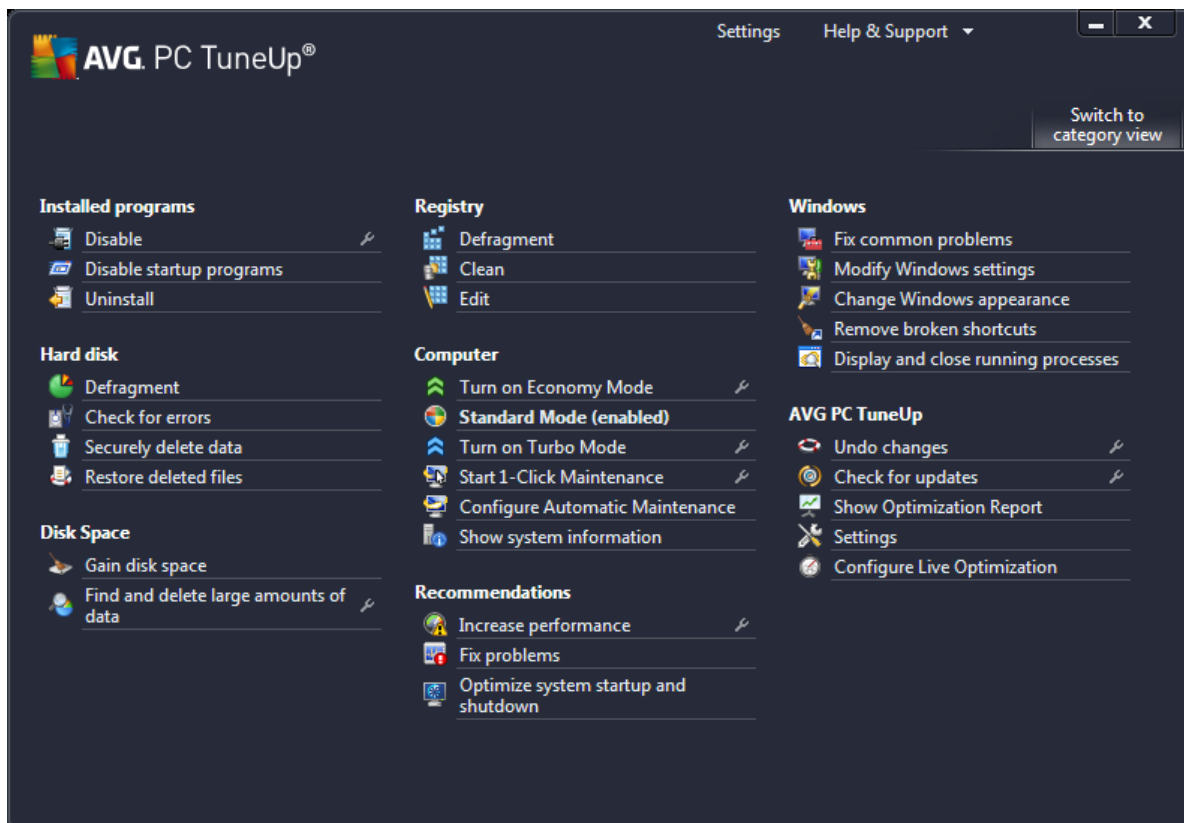 AVG. PC TuneUp®
Settings
Help & Support
Switch to
category view
Installed programs
Disable
Disable startup programs
Uninstall
Hard disk
Defragment
Check for errors
Securely delete data
Restore deleted files
Disk Space
Gain disk space
Find and delete large amounts of
data
Registry
Defragment
Clean
Edit
Computer
Turn on Economy Mode
Standard Mode (enabled)
Turn on Turbo Mode
Start 1-Click Maintenance
Configure Automatic Maintenance
Show system information
Recommendations
Increase performance
Fix problems
Optimize system startup and
shutdown
Windows
Fix common problems
Modify Windows settings
Change Windows appearance
Remove broken shortcuts
Display and close running processes
AVG PC TuneUp
Undo changes
Check for updates
Show Optimization Report
Settings
Configure Live Optimization